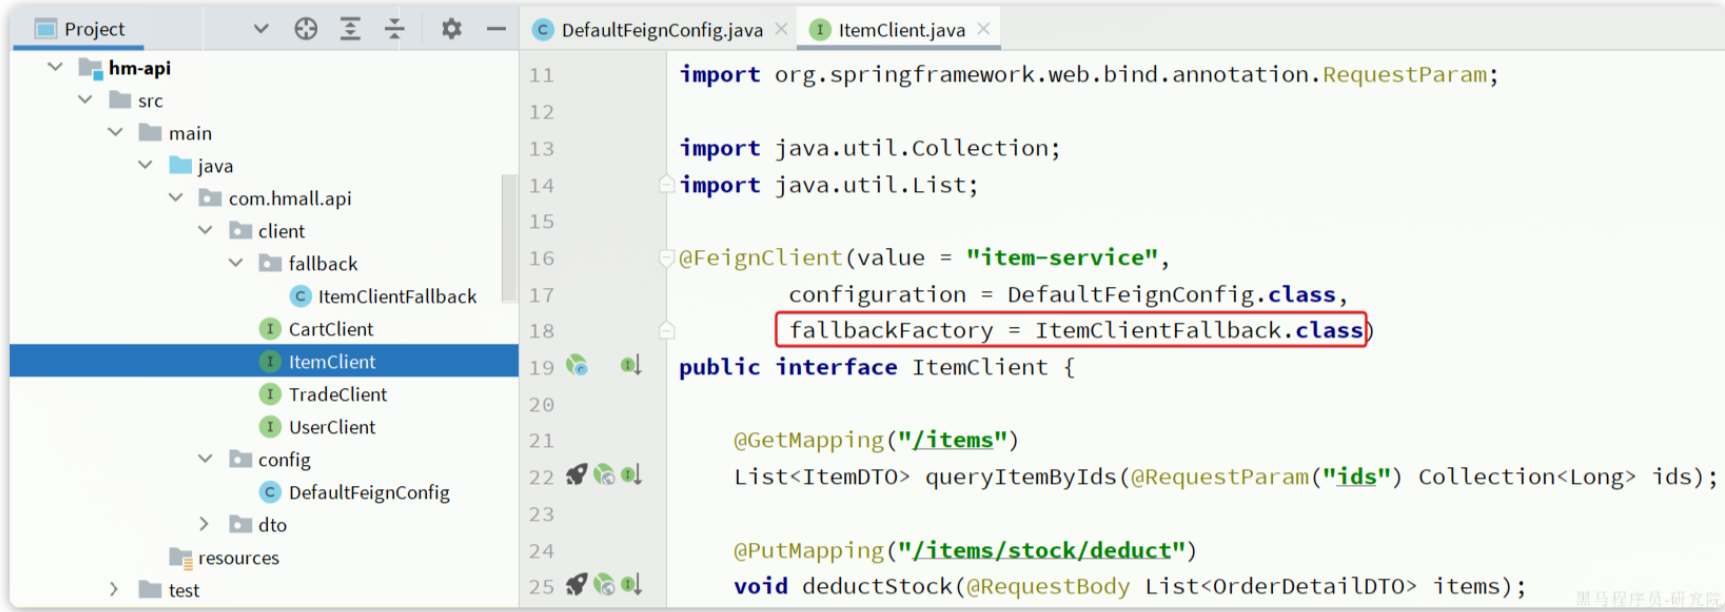 Project
DefaultFeignConfig.java
ItemClient.java
hm-api
src
main
java
com.hmall.api
client
fallback
ItemClientFallback
CartClient
ItemClient
TradeClient
UserClient
config
DefaultFeignConfig
dto
resources
test
11 import org.springframework.web.bind.annotation.RequestParam;
12
13 import java.util.Collection;
14 import java.util.List;
15
16 @FeignClient(value = "item-service",
17 configuration = DefaultFeignConfig.class,
18 fallbackFactory = ItemClientFallback.class)
19 public interface ItemClient {
20
21 @GetMapping("/items")
22 List<ItemDTO> queryItemByIds(@RequestParam("ids") Collection<Long> ids);
23
24 @PutMapping("/items/stock/deduct")
25 void deductStock(@RequestBody List<OrderDetailDTO> items);
黑马程序员-研究院